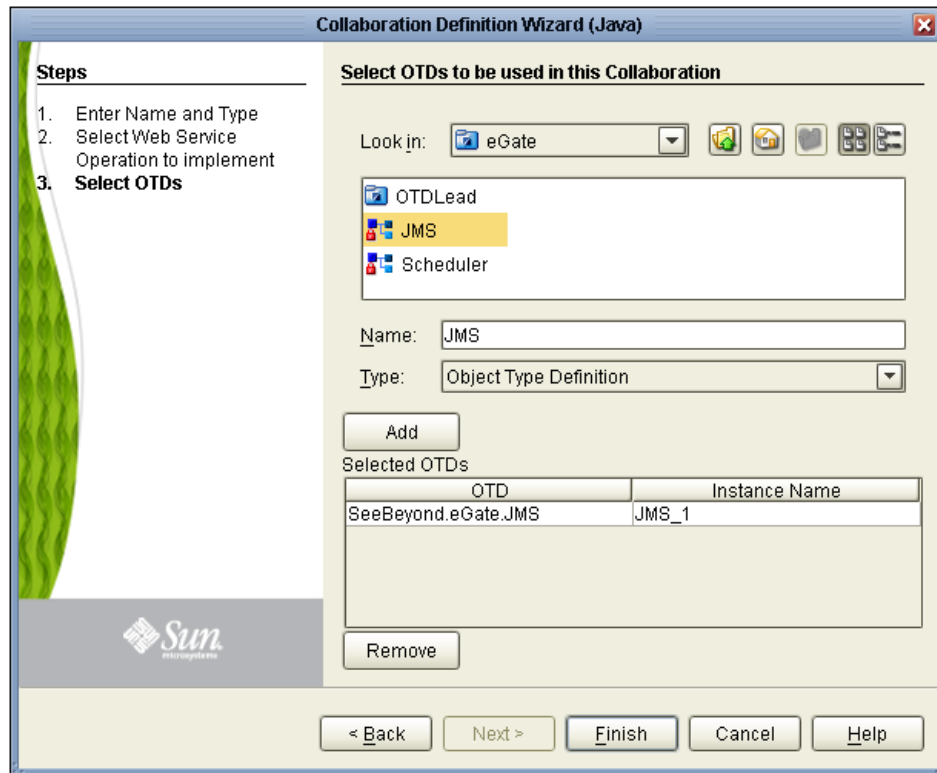 Collaboration Definition Wizard (Java)
Steps
1. Enter Name and Type
2. Select Web Service
Operation to implement
3. Select OTDs
Select OTDs to be used in this Collaboration
Look in: eGate
OTDLead
JMS
Scheduler
Name: JMS
Type: Object Type Definition
Add
Selected OTDs
OTD Instance Name
SeeBeyond.eGate.JMS JMS_1
Remove
Sun
microsystems
< Back Next > Finish Cancel Help